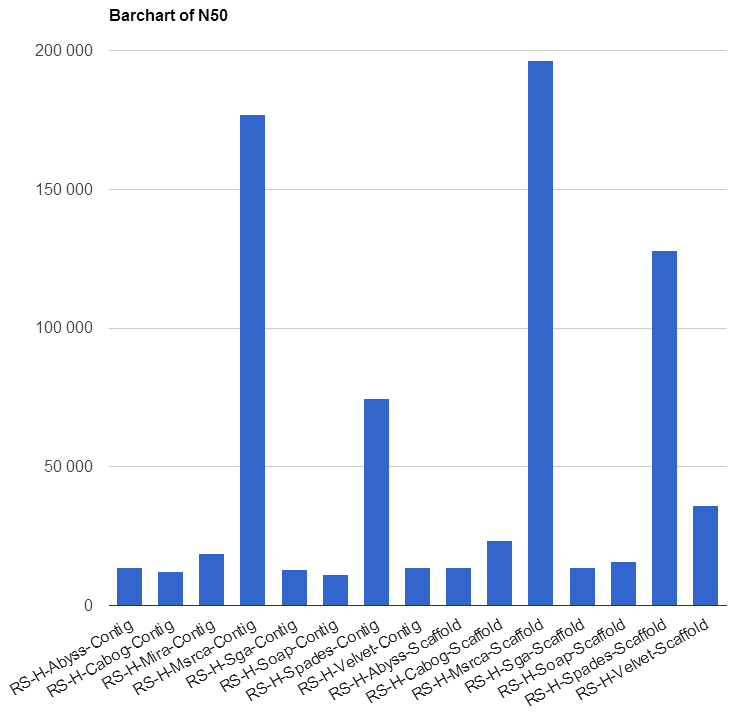 Barchart of N50
200 000
150 000
100 000
50 000
0
RS-H-Abyss-Contig
RS-H-Cabog-Contig
RS-H-Mira-Contig
RS-H-Msrca-Contig
RS-H-Sga-Contig
RS-H-Soap-Contig
RS-H-Spades-Contig
RS-H-Velvet-Contig
RS-H-Abyss-Scaffold
RS-H-Cabog-Scaffold
RS-H-Msrca-Scaffold
RS-H-Sga-Scaffold
RS-H-Soap-Scaffold
RS-H-Spades-Scaffold
RS-H-Velvet-Scaffold